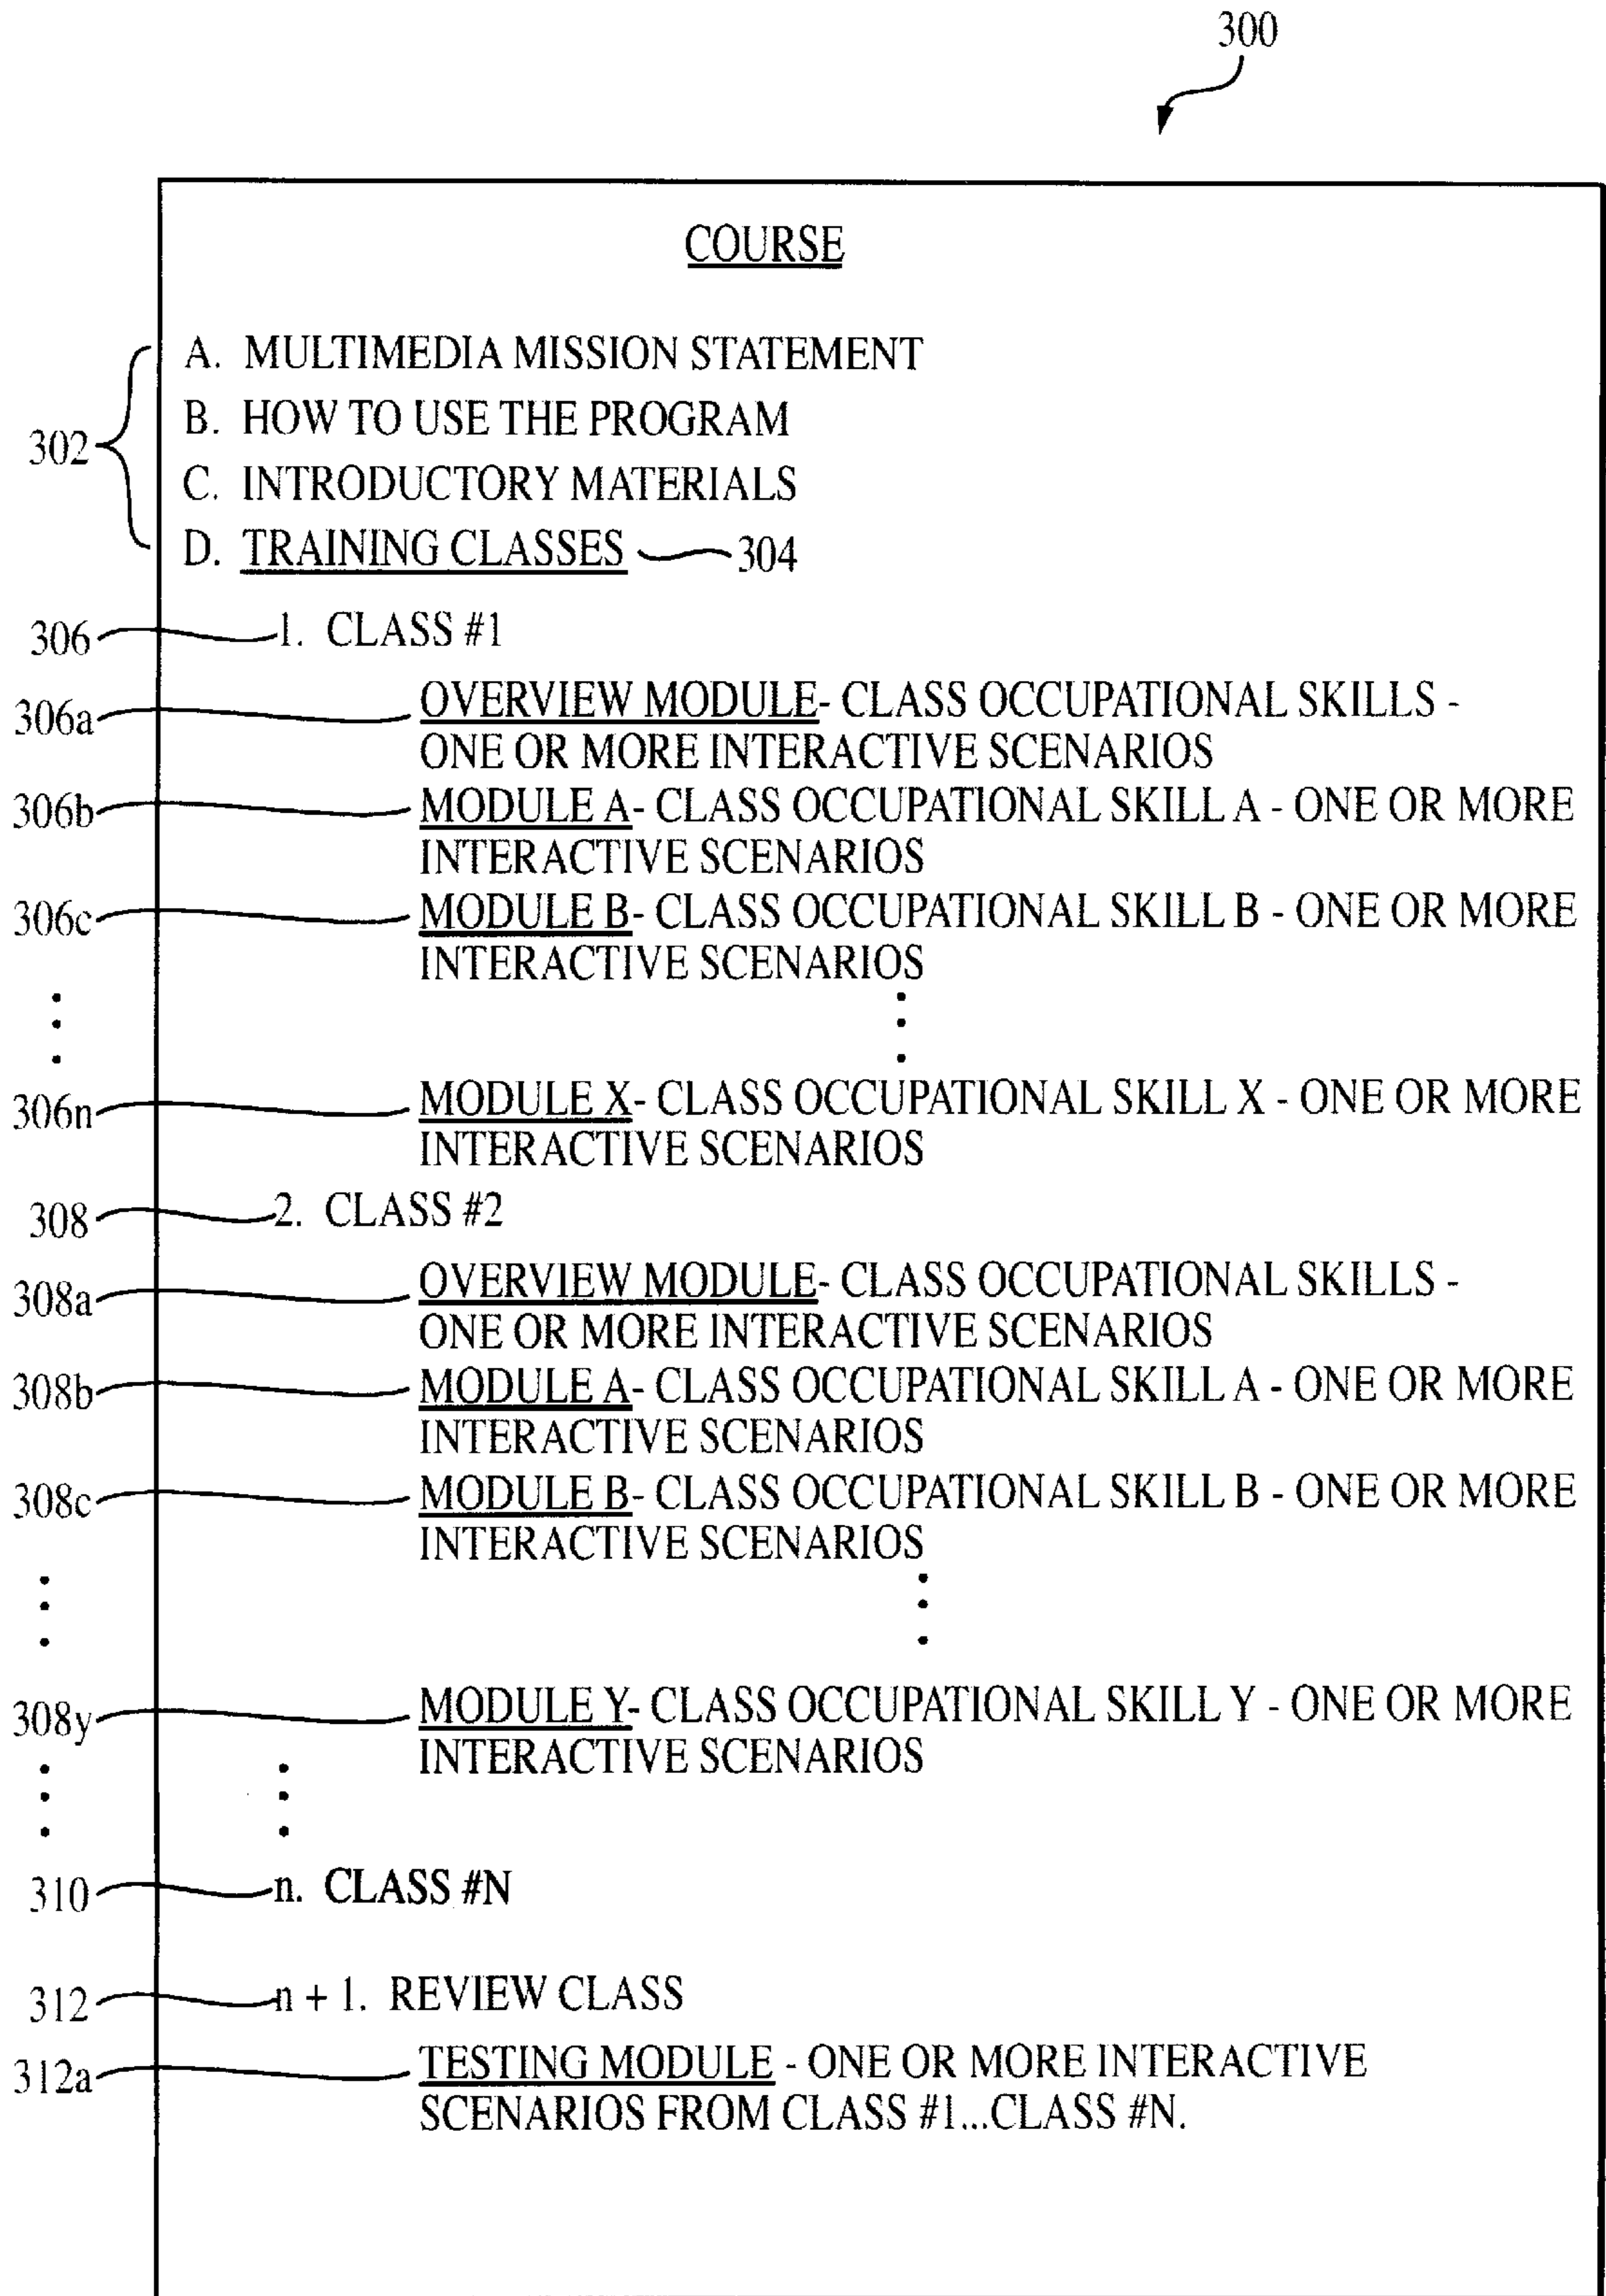 300
COURSE
A. MULTIMEDIA MISSION STATEMENT
B. HOW TO USE THE PROGRAM
302
C. INTRODUCTORY MATERIALS
D. TRAINING CLASSES 304
306 1. CLASS #1
306a OVERVIEW MODULE- CLASS OCCUPATIONAL SKILLS -
ONE OR MORE INTERACTIVE SCENARIOS
306b MODULE A- CLASS OCCUPATIONAL SKILL A - ONE OR MORE
INTERACTIVE SCENARIOS
306c MODULE B- CLASS OCCUPATIONAL SKILL B - ONE OR MORE
INTERACTIVE SCENARIOS
306n MODULE X- CLASS OCCUPATIONAL SKILL X - ONE OR MORE
INTERACTIVE SCENARIOS
308 2. CLASS #2
308a OVERVIEW MODULE- CLASS OCCUPATIONAL SKILLS -
ONE OR MORE INTERACTIVE SCENARIOS
308b MODULE A- CLASS OCCUPATIONAL SKILL A - ONE OR MORE
INTERACTIVE SCENARIOS
308c MODULE B- CLASS OCCUPATIONAL SKILL B - ONE OR MORE
INTERACTIVE SCENARIOS
308y MODULE Y- CLASS OCCUPATIONAL SKILL Y - ONE OR MORE
INTERACTIVE SCENARIOS
310 n. CLASS #N
312 n + 1. REVIEW CLASS
312a TESTING MODULE - ONE OR MORE INTERACTIVE
SCENARIOS FROM CLASS #1...CLASS #N.